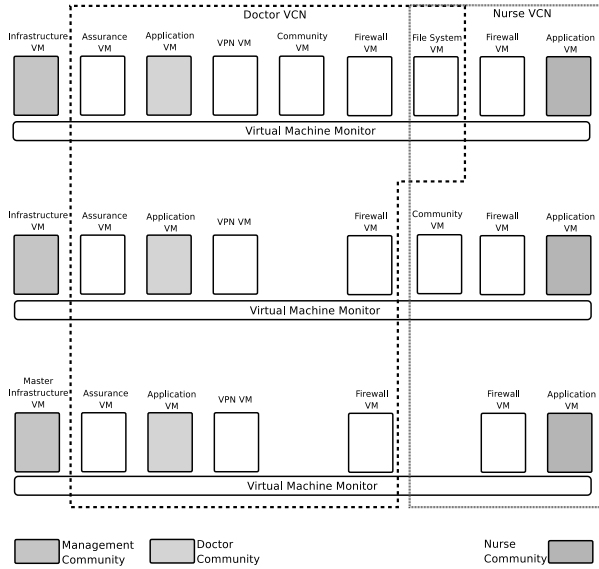 Doctor VCN
Nurse VCN
Infrastructure
VM
Assurance
VM
Application
VM
VPN VM
Community
VM
Firewall
VM
File System
VM
Firewall
VM
Application
VM
Virtual Machine Monitor
Infrastructure
VM
Assurance
VM
Application
VM
VPN VM
Firewall
VM
Community
VM
Firewall
VM
Application
VM
Virtual Machine Monitor
Master
Infrastructure
VM
Assurance
VM
Application
VM
VPN VM
Firewall
VM
Firewall
VM
Application
VM
Virtual Machine Monitor
Management
Community
Doctor
Community
Nurse
Community